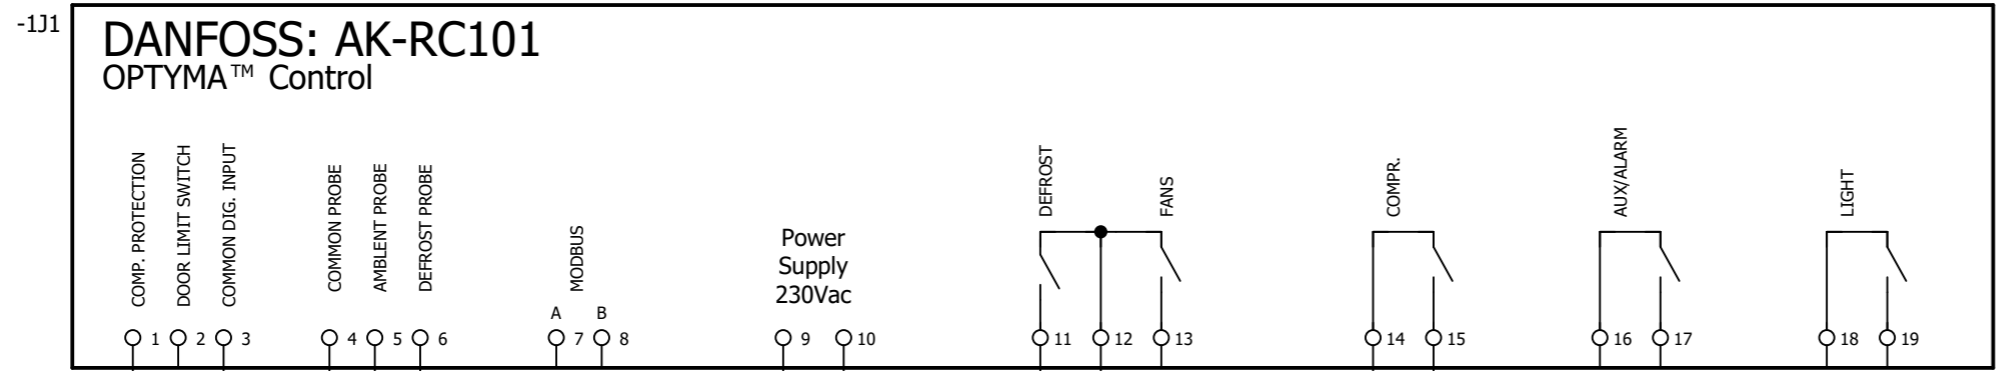 -1J1
DANFOSS: AK-RC101
OPTYMA™ Control
COMP. PROTECTION
DOOR LIMIT SWITCH
COMMON DIG. INPUT
COMMON PROBE
AMBLENT PROBE
DEFROST PROBE
MODBUS
A B
Power
Supply
230Vac
DEFROST
FANS
COMPR.
AUX/ALARM
LIGHT
1 2 3 4 5 6 7 8 9 10 11 12 13 14 15 16 17 18 19